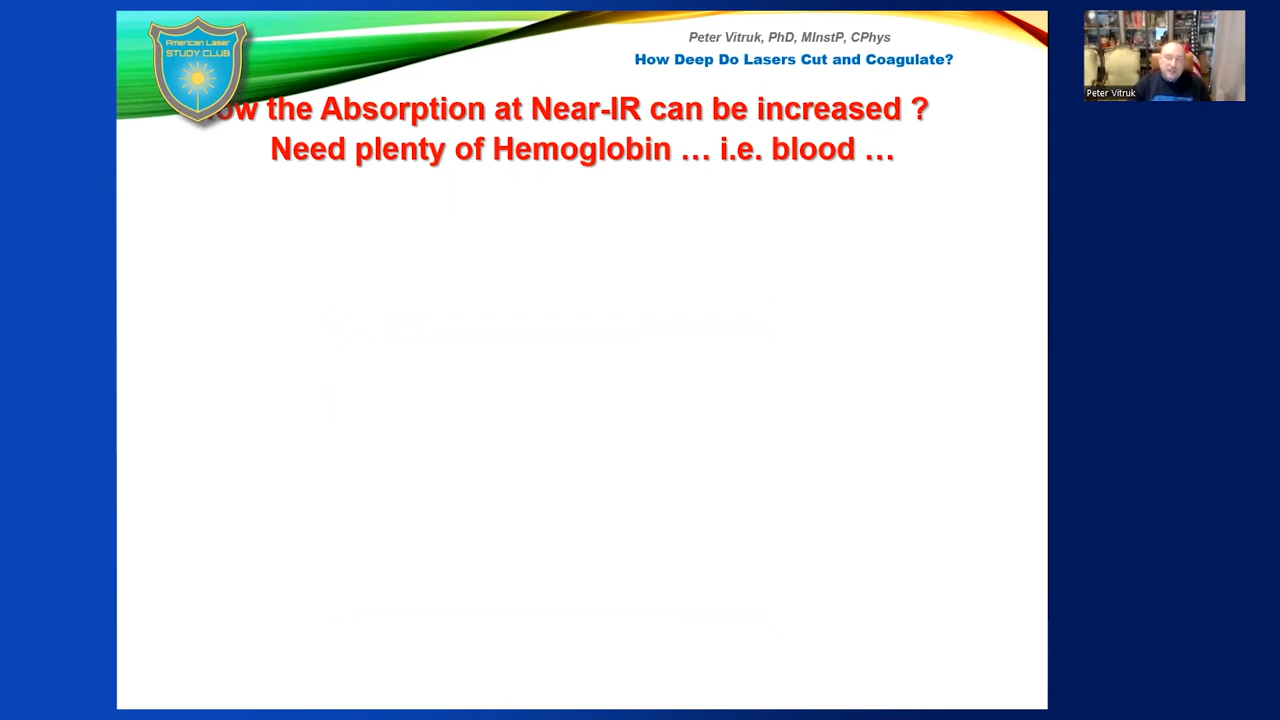 American Laser
STUDY CLUB
Peter Vitruk, PhD, MInstP, CPhys
How Deep Do Lasers Cut and Coagulate?
ow the Absorption at Near-IR can be increased ?
Need plenty of Hemoglobin … i.e. blood …
Peter Vitruk